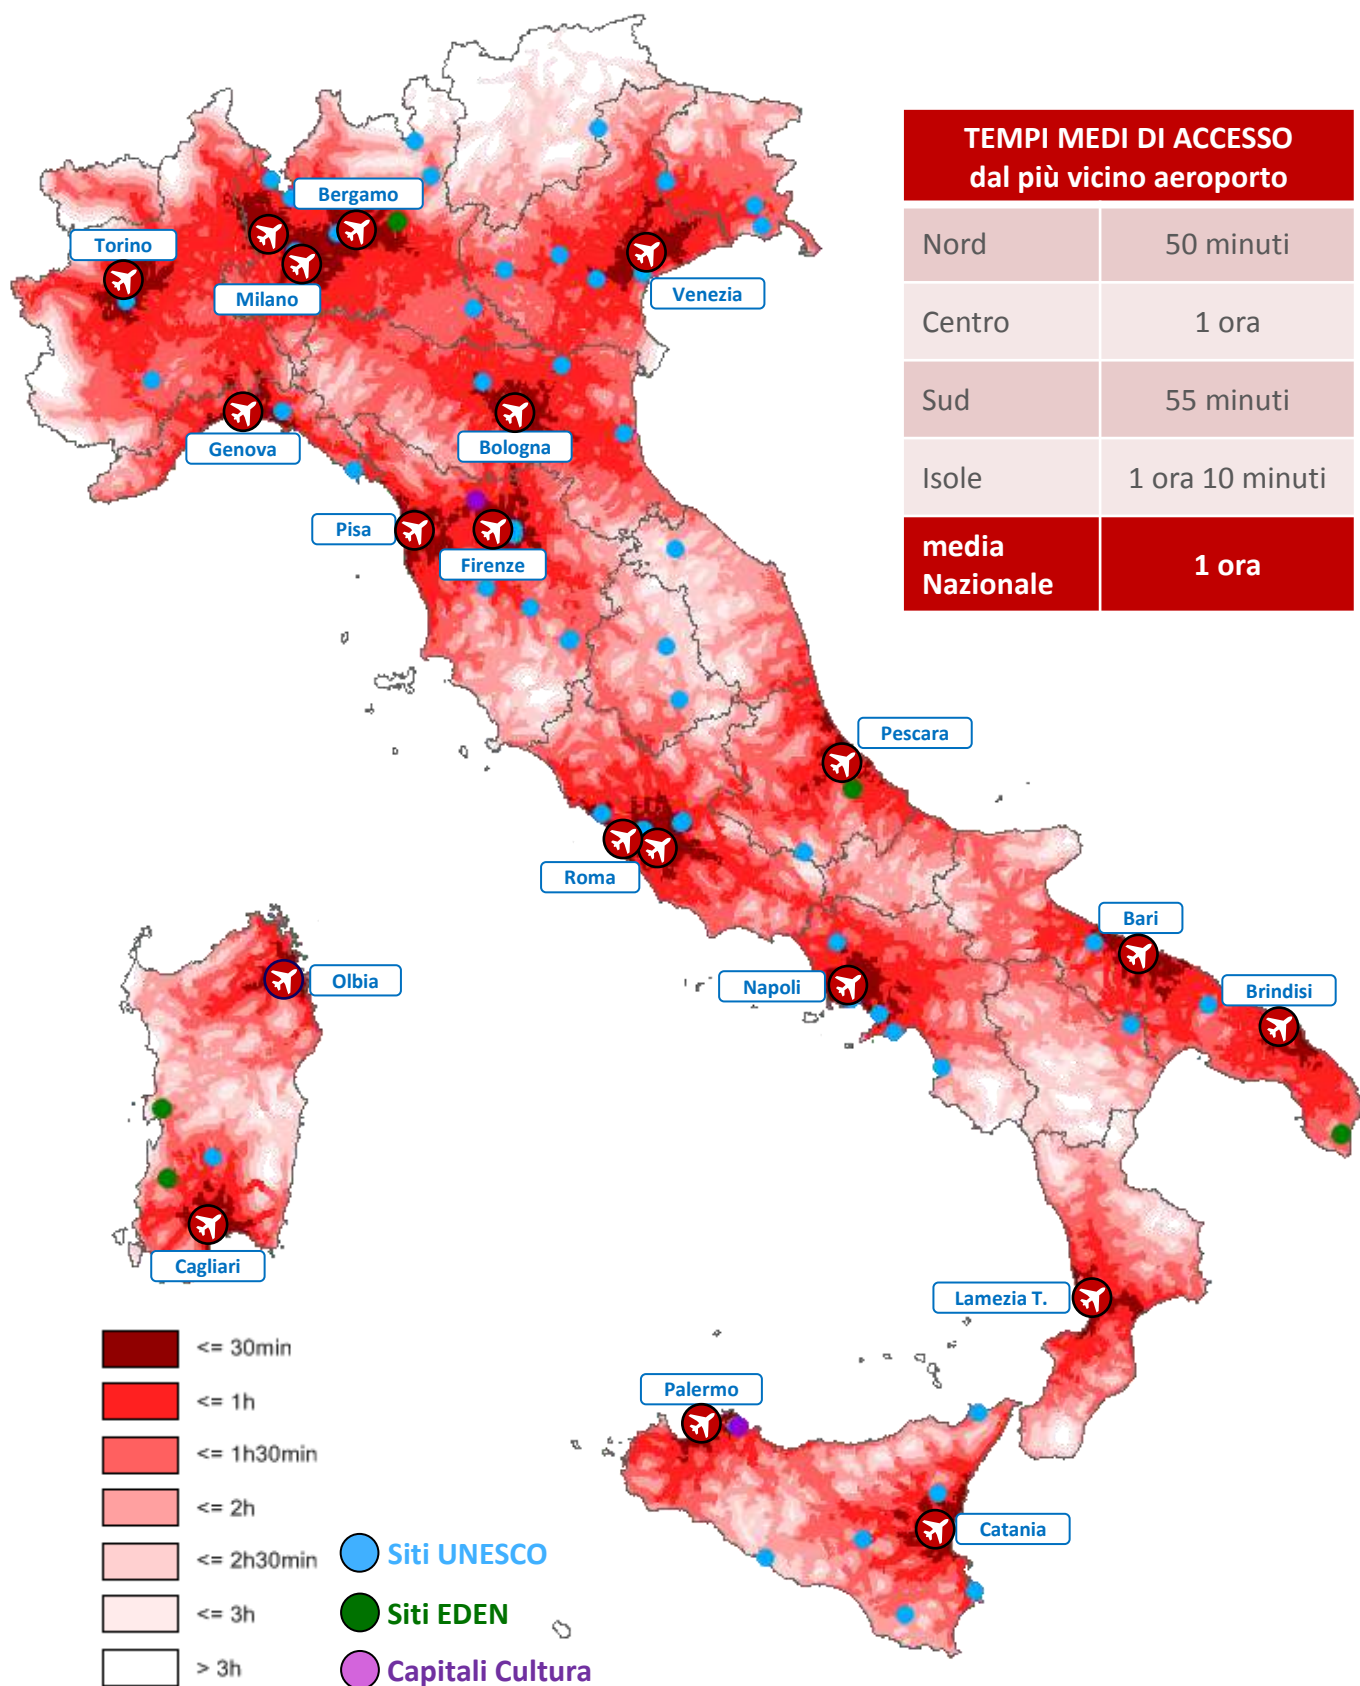 TEMPI MEDI DI ACCESSO
dal più vicino aeroporto
Nord 50 minuti
Centro 1 ora
Sud 55 minuti
Isole 1 ora 10 minuti
media
Nazionale 1 ora
Bergamo
Torino
Milano
Venezia
Genova
Bologna
Pisa
Firenze
Pescara
Roma
Bari
Olbia
Napoli
Brindisi
Cagliari
Lamezia T.
Palermo
Catania
<= 30min
<= 1h
<= 1h30min
<= 2h
<= 2h30min
<= 3h
> 3h
Siti UNESCO
Siti EDEN
Capitali Cultura